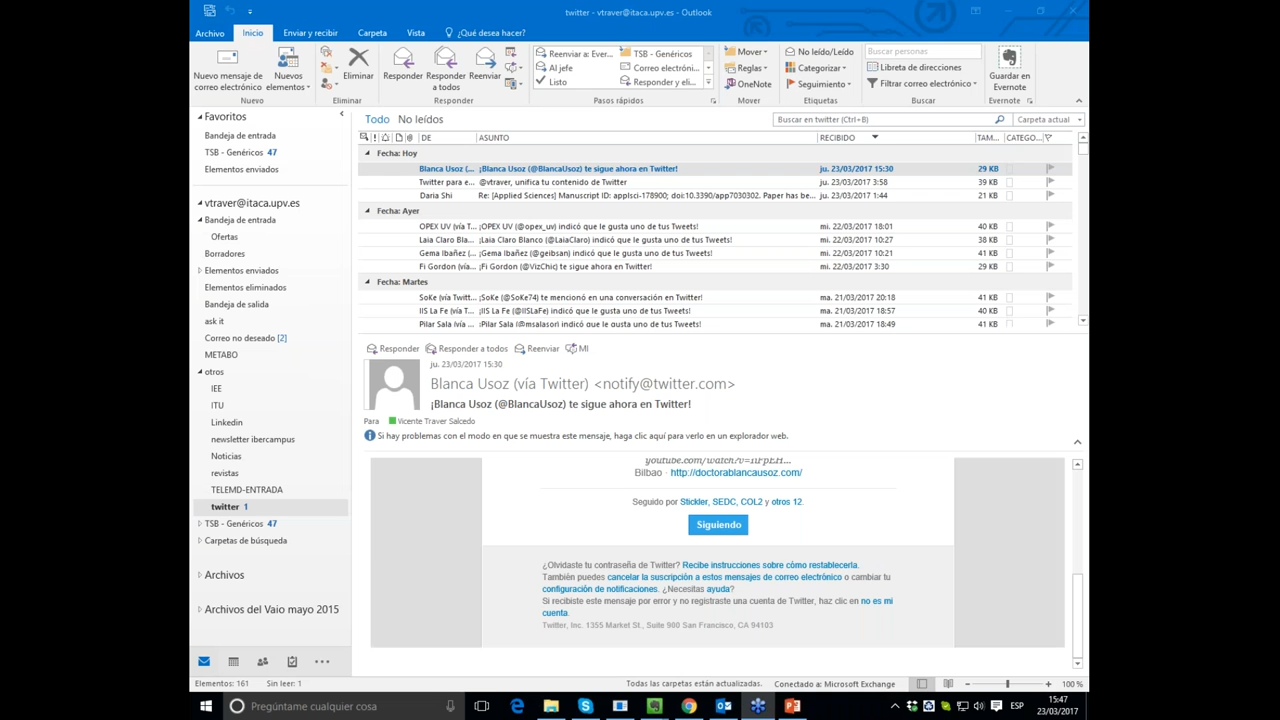 twitter - vtraver@itaca.upv.es - Outlook
Archivo Inicio Enviar y recibir Carpeta Vista ¿Qué desea hacer?
Nuevo mensaje de correo electrónico
Nuevos elementos
Nuevo
Eliminar
Eliminar
Responder
Responder a todos
Reenviar
Responder
Reenviar a: Ever...
Al jefe
Listo
TSB - Genéricos
Correo electróni...
Responder y eli...
Pasos rápidos
Mover
Reglas
OneNote
Mover
No leído/Leído
Categorizar
Seguimiento
Etiquetas
Buscar personas
Libreta de direcciones
Filtrar correo electrónico
Buscar
Guardar en Evernote
Evernote
Favoritos
Bandeja de entrada
TSB - Genéricos 47
Elementos enviados
vtraver@itaca.upv.es
Bandeja de entrada
Ofertas
Borradores
Elementos enviados
Elementos eliminados
Bandeja de salida
ask it
Correo no deseado [2]
METABO
otros
IEE
ITU
Linkedin
newsletter ibercampus
Noticias
revistas
TELEMD-ENTRADA
twitter 1
TSB - Genéricos 47
Carpetas de búsqueda
Archivos
Archivos del Vaio mayo 2015
Todo No leídos
Buscar en twitter (Ctrl+B) Carpeta actual
DE ASUNTO RECIBIDO TAM... CATEGO...
Fecha: Hoy
Blanca Usoz (... ¡Blanca Usoz (@BlancaUsoz) te sigue ahora en Twitter! ju. 23/03/2017 15:30 29 KB
Twitter para e... @vtraver, unifica tu contenido de Twitter ju. 23/03/2017 3:58 39 KB
Daria Shi Re: [Applied Sciences] Manuscript ID: applsci-178900; doi:10.3390/app7030302. Paper has be... ju. 23/03/2017 1:44 21 KB
Fecha: Ayer
OPEX UV (vía T... ¡OPEX UV (@opex_uv) indicó que le gusta uno de tus Tweets! mi. 22/03/2017 18:01 40 KB
Laia Claro Bla... ¡Laia Claro Blanco (@LaiaClaro) indicó que le gusta uno de tus Tweets! mi. 22/03/2017 10:27 38 KB
Gema Ibañez (... ¡Gema Ibañez (@geibsan) indicó que le gusta uno de tus Tweets! mi. 22/03/2017 10:21 41 KB
Fi Gordon (vía... ¡Fi Gordon (@VizChic) te sigue ahora en Twitter! mi. 22/03/2017 3:30 29 KB
Fecha: Martes
SoKe (vía Twitt... ¡SoKe (@SoKe74) te mencionó en una conversación en Twitter! ma. 21/03/2017 20:18 41 KB
IIS La Fe (vía T... ¡IIS La Fe (@IISLaFe) indicó que le gusta uno de tus Tweets! ma. 21/03/2017 18:57 40 KB
Pilar Sala (vía ... ¡Pilar Sala (@msalasor) indicó que le gusta uno de tus Tweets! ma. 21/03/2017 18:49 41 KB
Responder Responder a todos Reenviar MI
ju. 23/03/2017 15:30
Blanca Usoz (vía Twitter) <notify@twitter.com>
¡Blanca Usoz (@BlancaUsoz) te sigue ahora en Twitter!
Para Vicente Traver Salcedo
Si hay problemas con el modo en que se muestra este mensaje, haga clic aquí para verlo en un explorador web.
Bilbao · http://doctorablancausoz.com/
Seguido por Stickler, SEDC, COL2 y otros 12.
Siguiendo
¿Olvidaste tu contraseña de Twitter? Recibe instrucciones sobre cómo restablecerla.
También puedes cancelar la suscripción a estos mensajes de correo electrónico o cambiar tu
configuración de notificaciones. ¿Necesitas ayuda?
Si recibiste este mensaje por error y no registraste una cuenta de Twitter, haz clic en no es mi
cuenta.
Twitter, Inc. 1355 Market St., Suite 900 San Francisco, CA 94103
Elementos: 161 Sin leer: 1 Todas las carpetas están actualizadas. Conectado a: Microsoft Exchange 100 %
Pregúntame cualquier cosa
ESP
15:47
23/03/2017